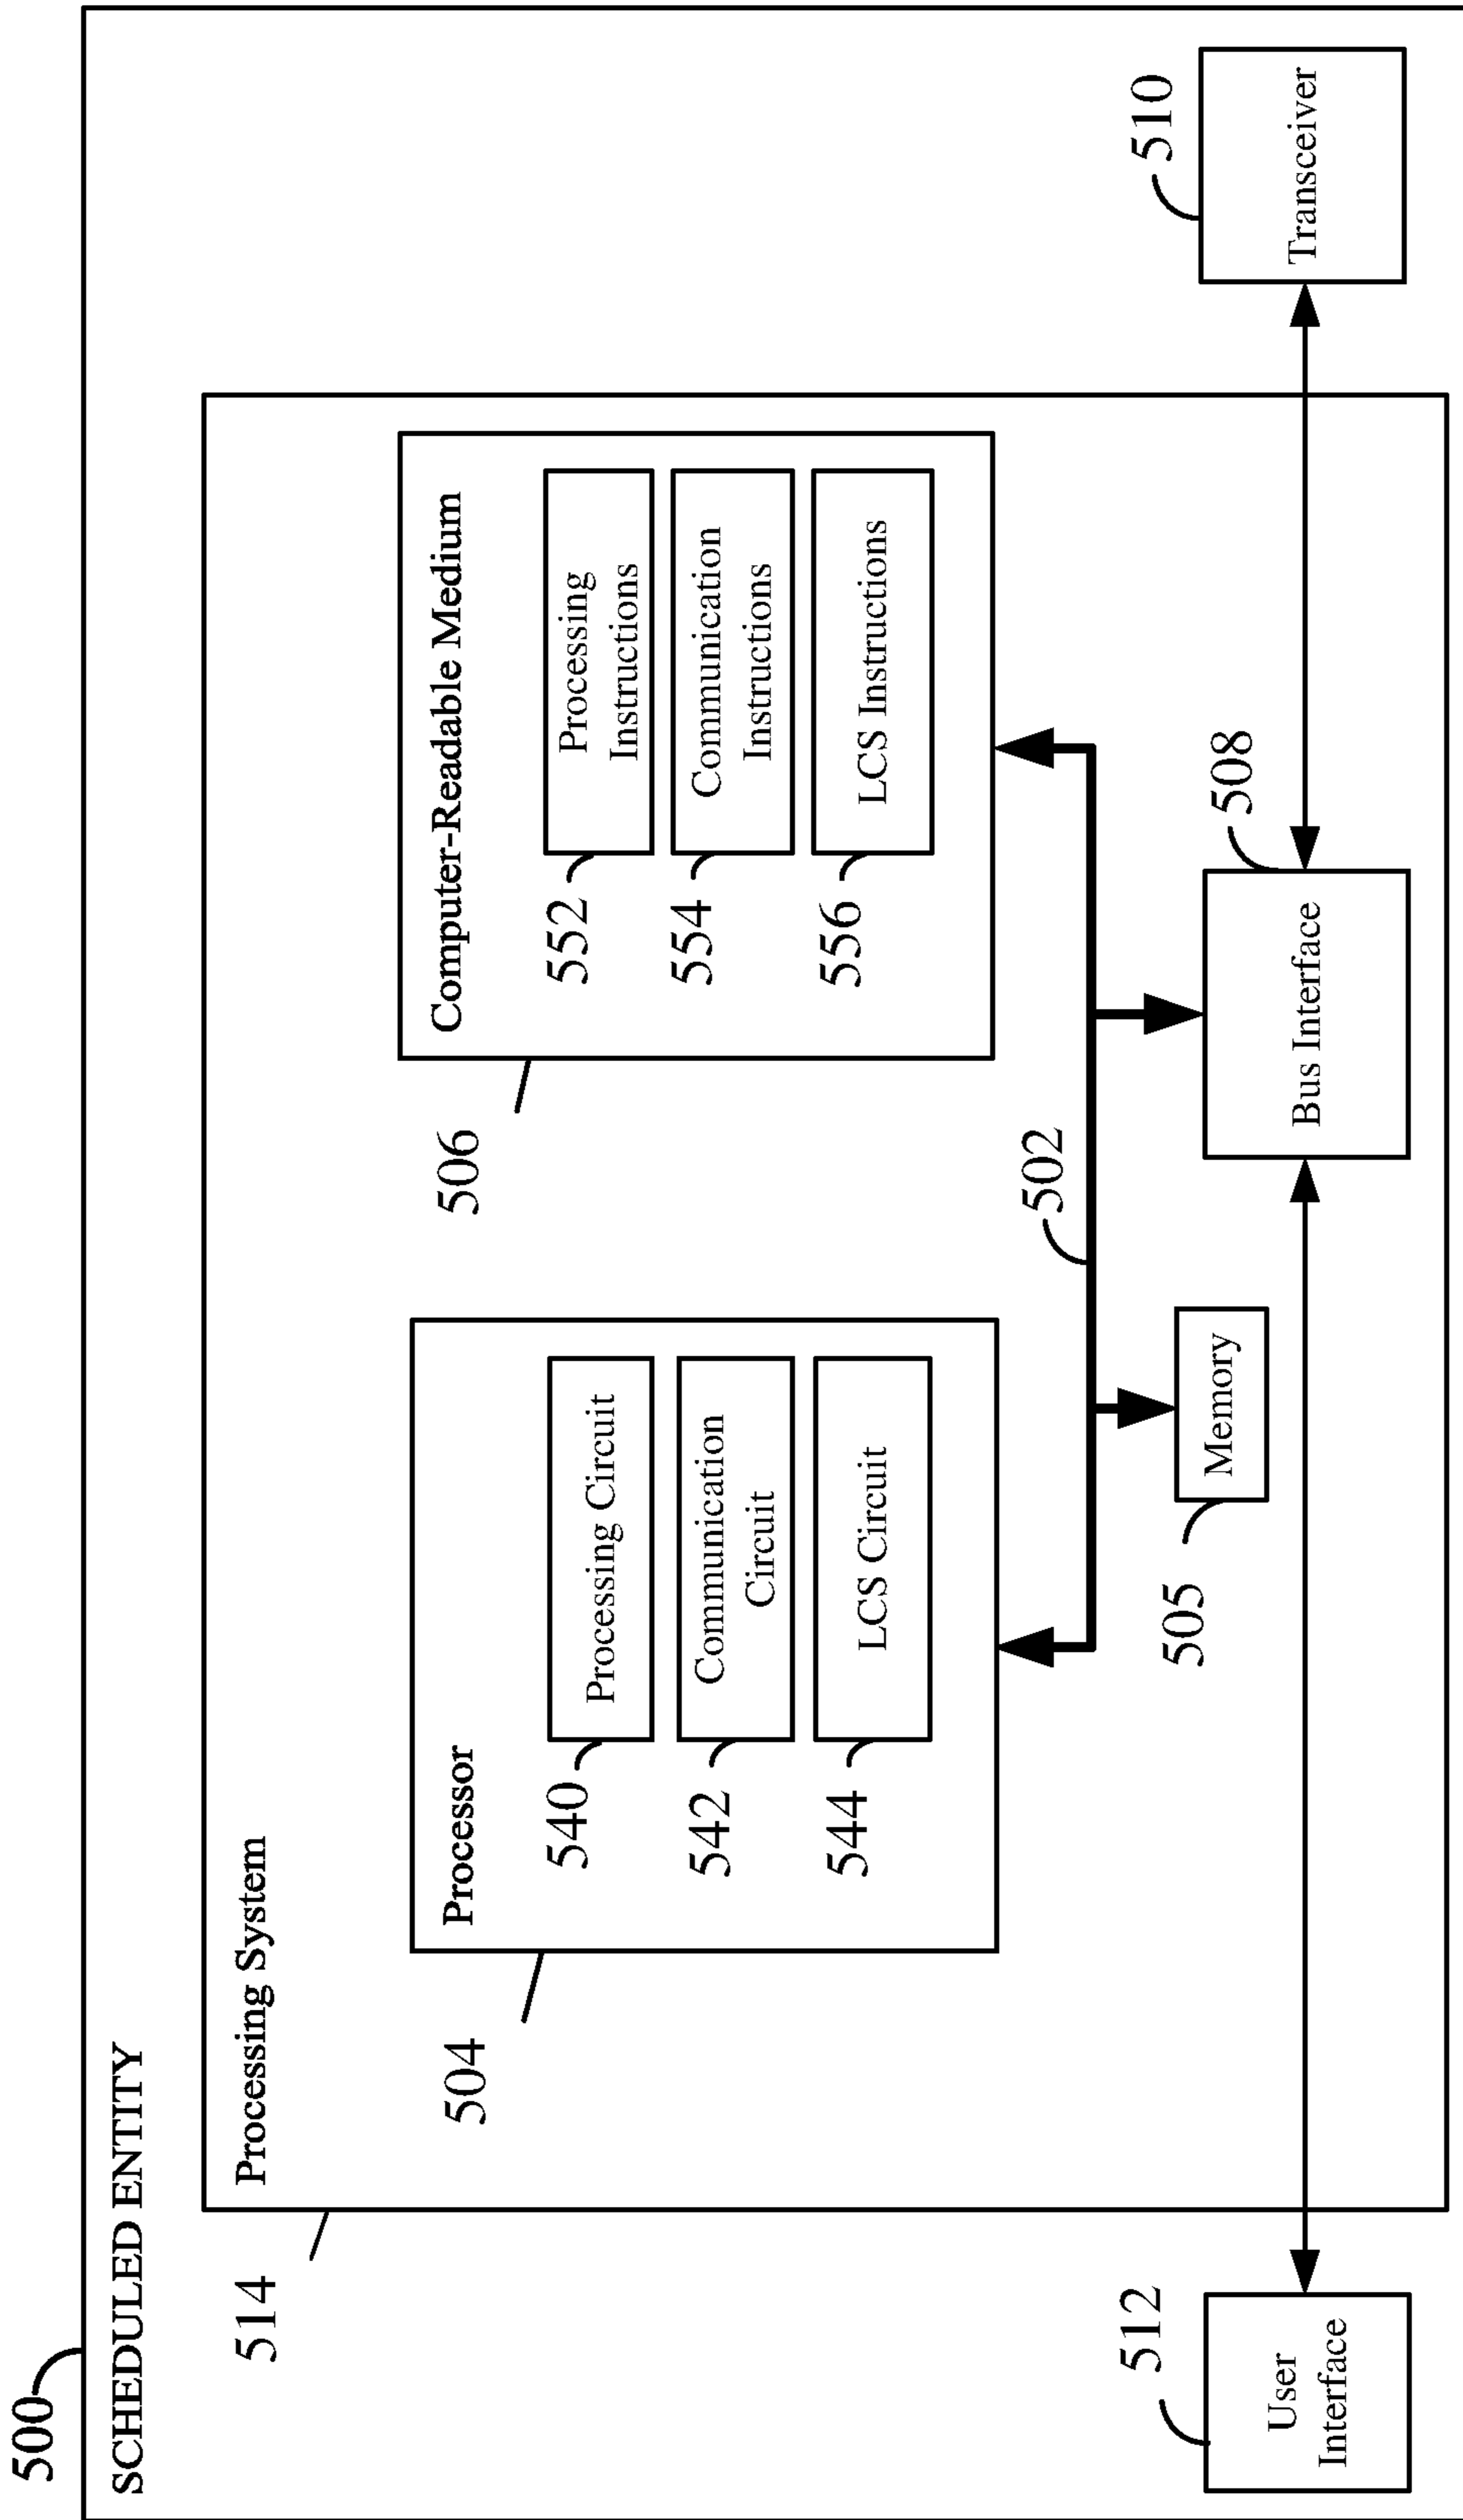 500
SCHEDULED ENTITY
514
Processing System
504
Processor
540
Processing Circuit
542
Communication
Circuit
544
LCS Circuit
506
Computer-Readable Medium
552
Processing
Instructions
554
Communication
Instructions
556
LCS Instructions
502
505
Memory
508
Bus Interface
512
User
Interface
510
Transceiver